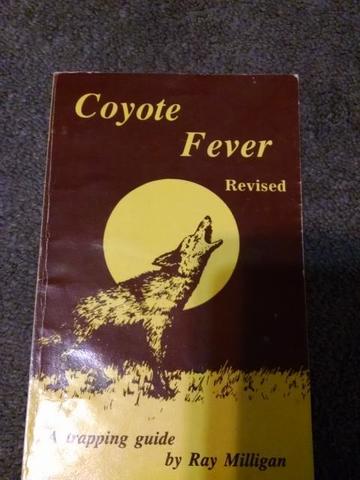 Coyote
Fever
Revised
A trapping guide
by Ray Milligan